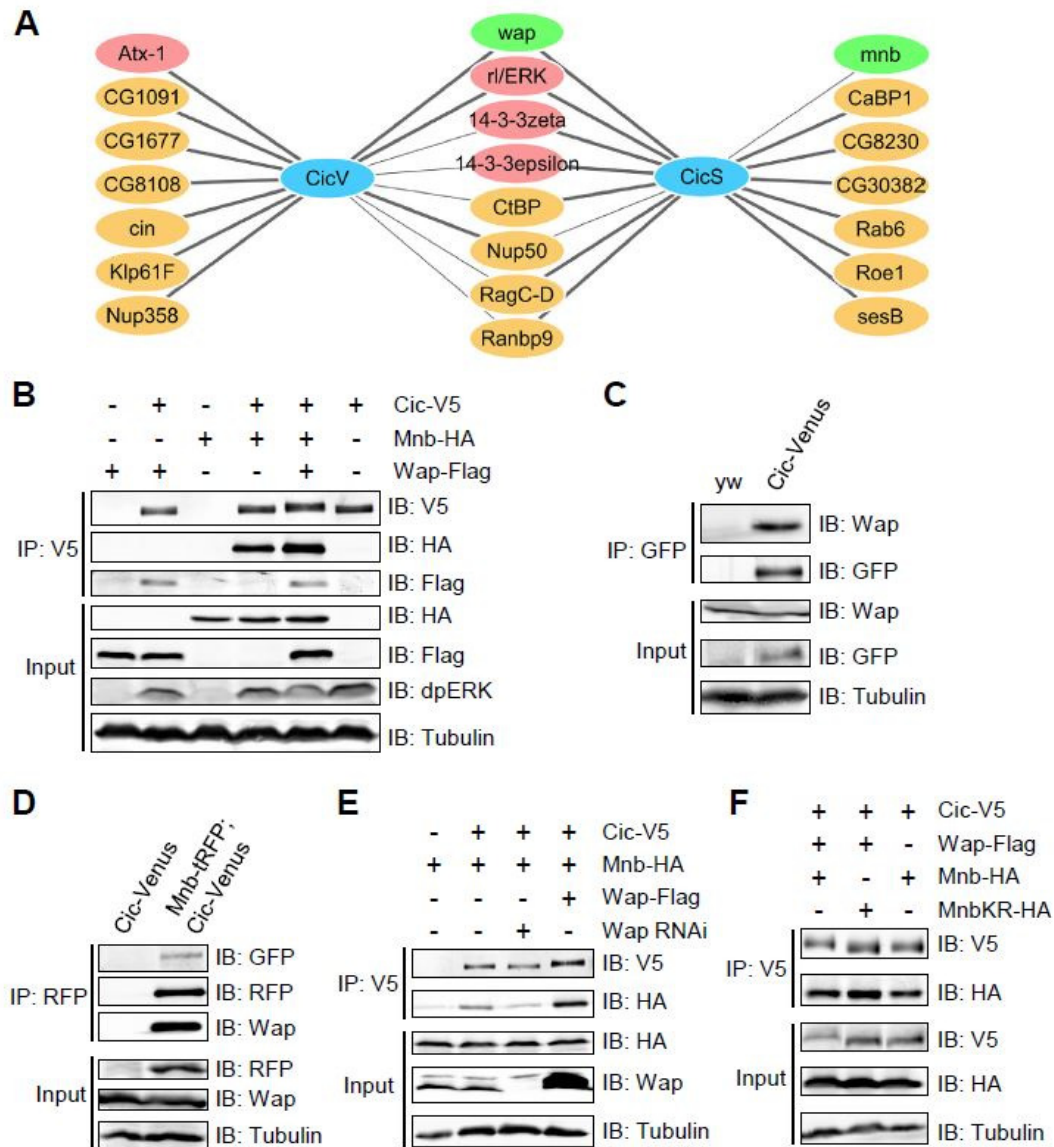 A
Atx-1
CG1091
CG1677
CG8108
cin
Klp61F
Nup358
CicV
wap
rl/ERK
14-3-3zeta
14-3-3epsilon
CtBP
Nup50
RagC-D
Ranbp9
CicS
mnb
CaBP1
CG8230
CG30382
Rab6
Roe1
sesB
B
- + - + + + Cic-V5
- - + + + - Mnb-HA
+ + - - + - Wap-Flag
IP: V5
IB: V5
IB: HA
IB: Flag
Input
IB: HA
IB: Flag
IB: dpERK
IB: Tubulin
C
yw Cic-Venus
IP: GFP
IB: Wap
IB: GFP
Input
IB: Wap
IB: GFP
IB: Tubulin
D
Cic-Venus
Mnb-tRFP;
Cic-Venus
IP: RFP
IB: GFP
IB: RFP
IB: Wap
Input
IB: RFP
IB: Wap
IB: Tubulin
E
- + + + Cic-V5
+ + + + Mnb-HA
- - - + Wap-Flag
- - + - Wap RNAi
IP: V5
IB: V5
IB: HA
Input
IB: HA
IB: Wap
IB: Tubulin
F
+ + + Cic-V5
+ + - Wap-Flag
+ - + Mnb-HA
- + - MnbKR-HA
IP: V5
IB: V5
IB: HA
Input
IB: V5
IB: HA
IB: Tubulin